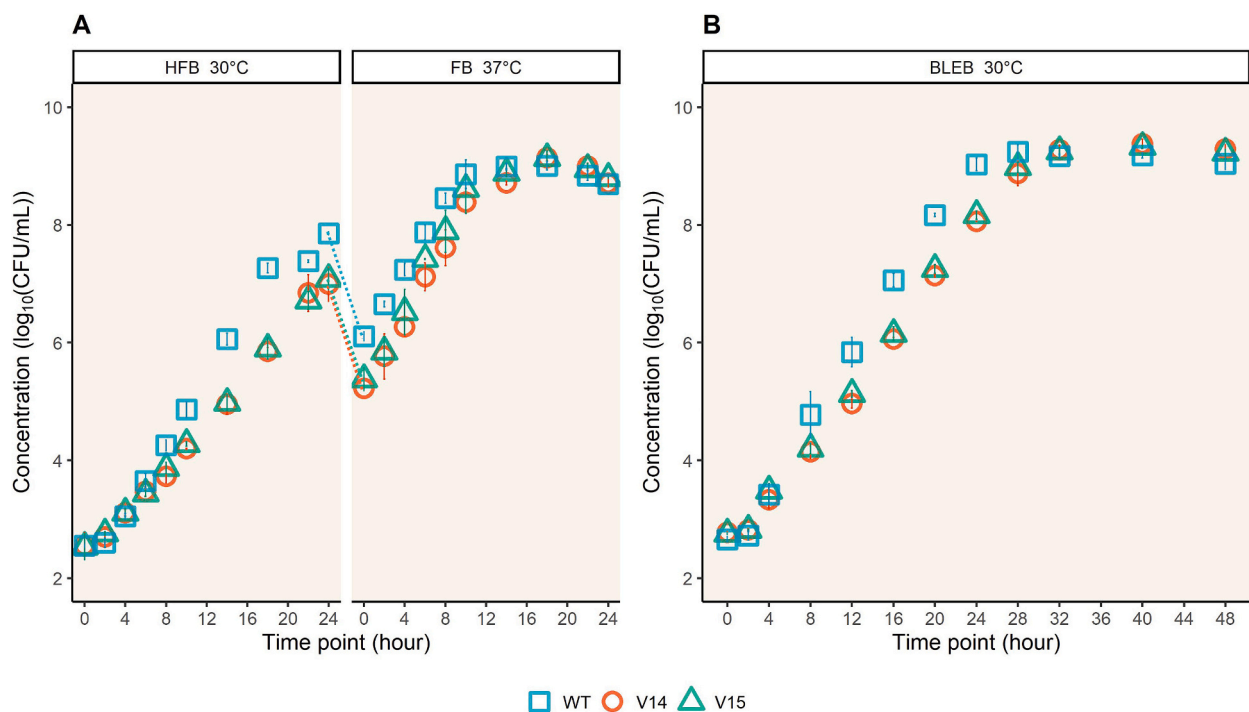 A
B
HFB 30°C
FB 37°C
BLEB 30°C
Concentration (log10(CFU/mL))
10
8
6
4
2
0 4 8 12 16 20 24
0 4 8 12 16 20 24
Time point (hour)
Concentration (log10(CFU/mL))
10
8
6
4
2
0 4 8 12 16 20 24 28 32 36 40 44 48
Time point (hour)
WT V14 V15